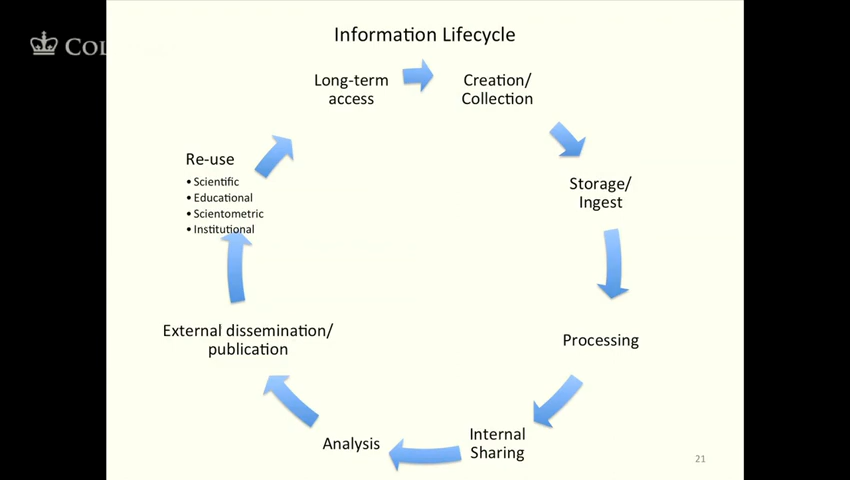 Information Lifecycle
COL
Long-term
access
Creation/
Collection
Re-use
• Scientific
• Educational
• Scientometric
• Institutional
Storage/
Ingest
External dissemination/
publication
Processing
Analysis
Internal
Sharing
21